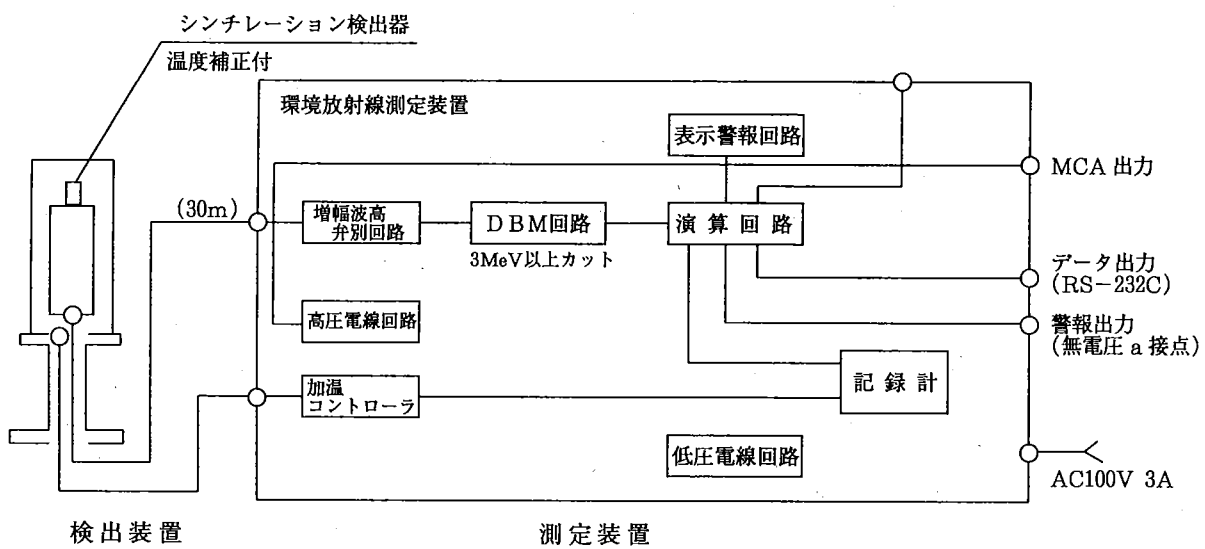 シンチレーション検出器
温度補正付
環境放射線測定装置
表示警報回路
MCA 出力
(30m)
増幅波高
弁別回路
DBM回路
3MeV以上カット
演算回路
データ出力
(RS-232C)
高圧電線回路
警報出力
(無電圧 a 接点)
加温
コントローラ
記録計
低圧電線回路
AC100V 3A
検出装置
測定装置